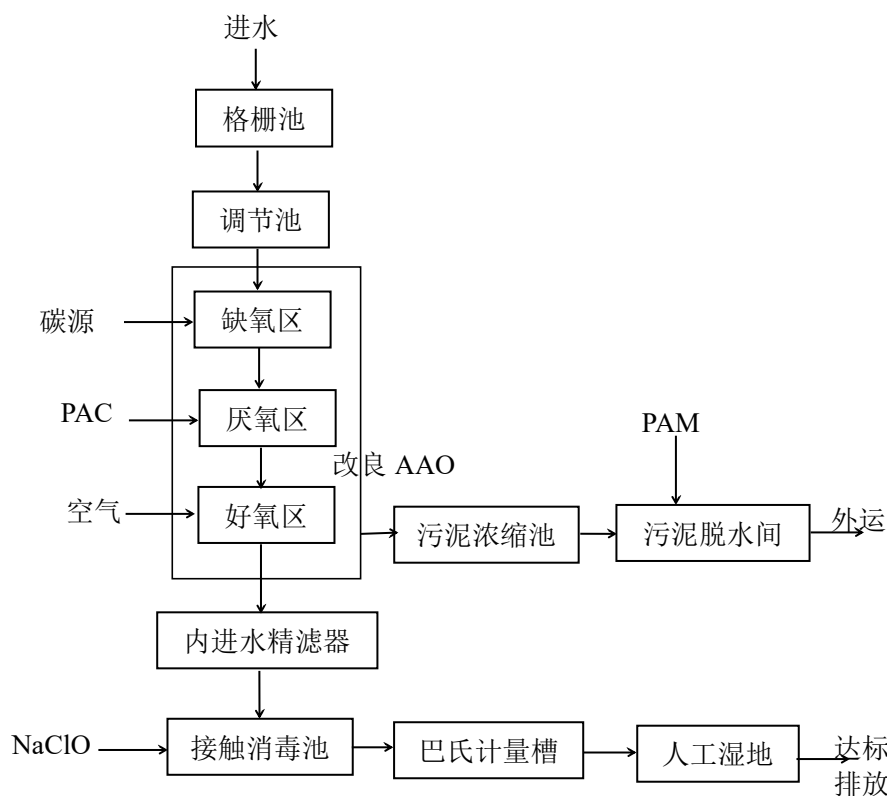 进水
格栅池
调节池
碳源
缺氧区
PAC
厌氧区
PAM
改良 AAO
空气
好氧区
污泥浓缩池
污泥脱水间
外运
内进水精滤器
NaClO
接触消毒池
巴氏计量槽
人工湿地
达标
排放